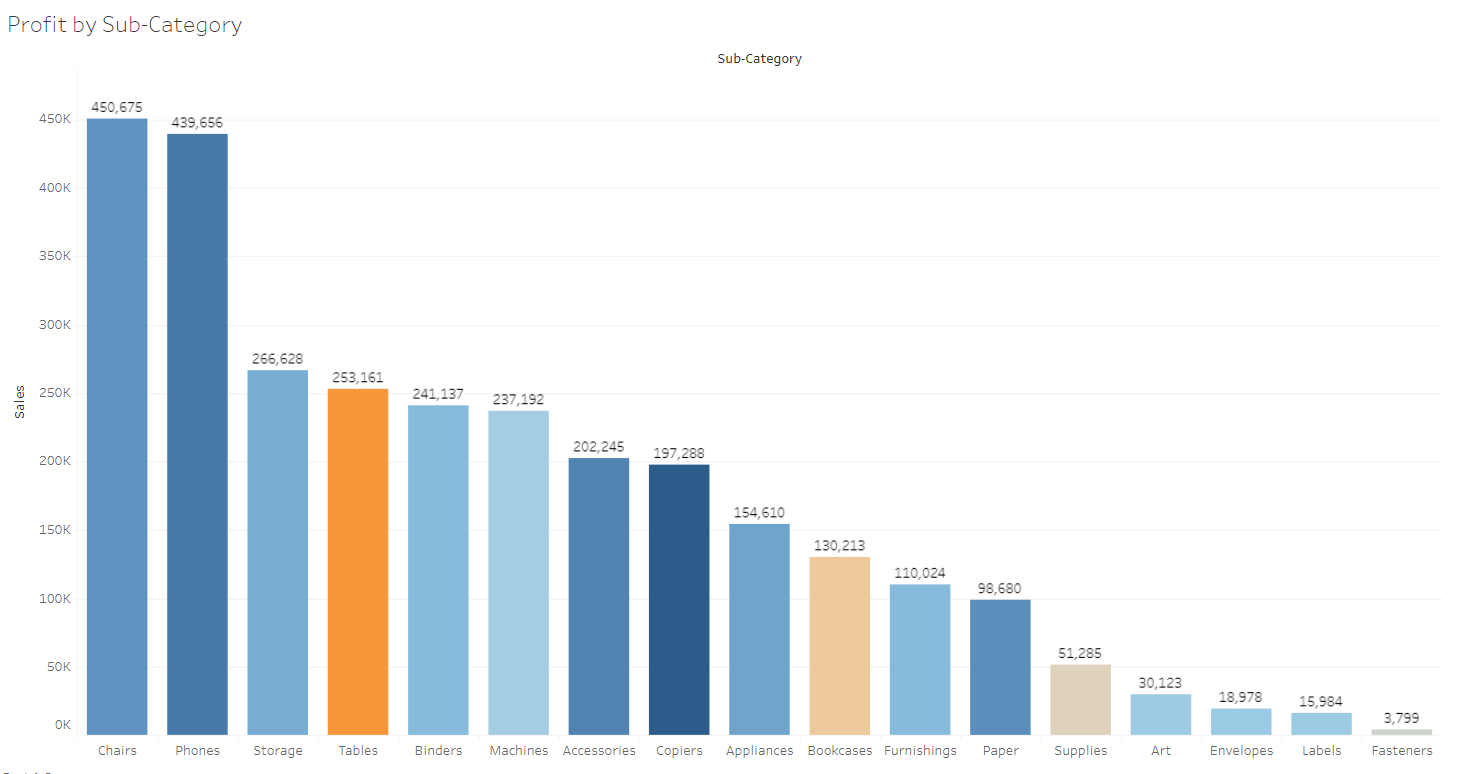 Profit by Sub-Category
Sub-Category
450,675
439,656
266,628
253,161
241,137
237,192
202,245
197,288
154,610
130,213
110,024
98,680
51,285
30,123
18,978
15,984
3,799
450K
400K
350K
300K
250K
200K
150K
100K
50K
0K
Sales
Chairs Phones Storage Tables Binders Machines Accessories Copiers Appliances Bookcases Furnishings Paper Supplies Art Envelopes Labels Fasteners